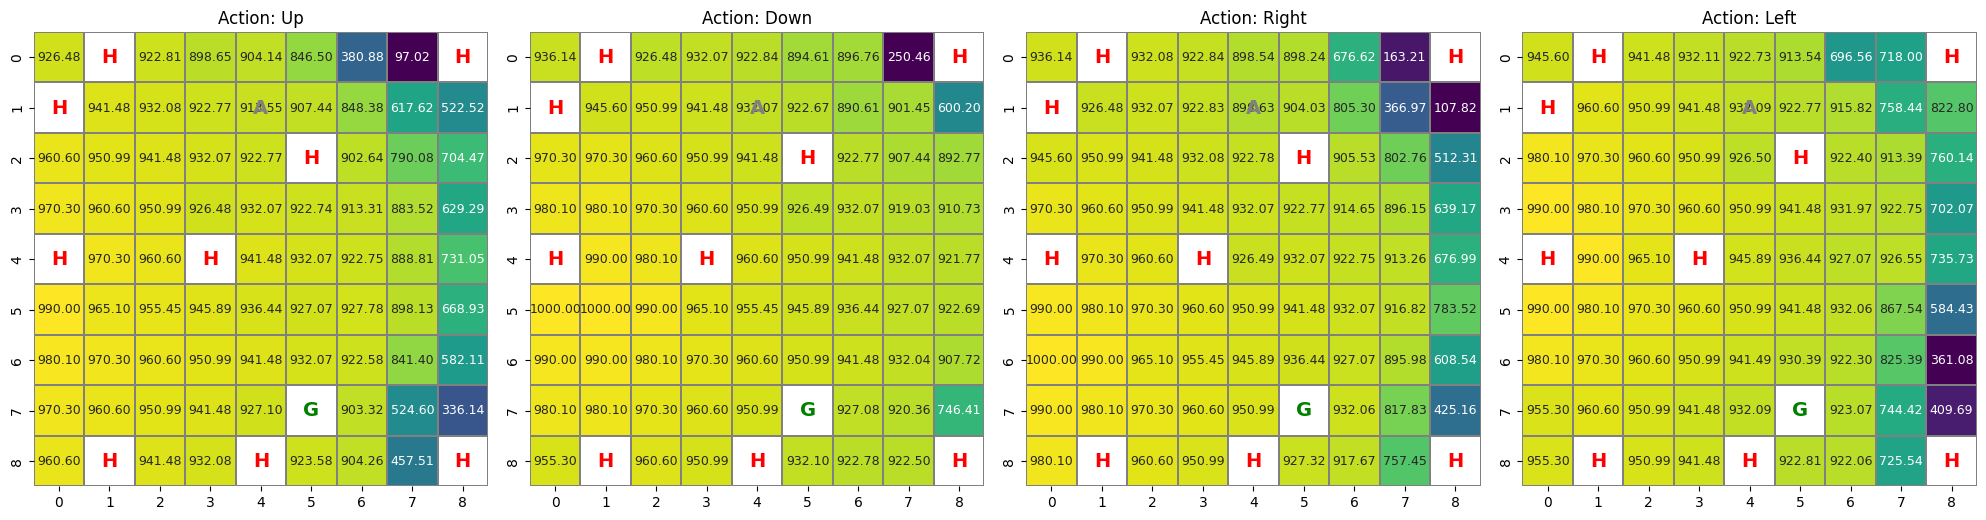 Action: Up
0 926.48 H 922.81 898.65 904.14 846.50 380.88 97.02 H
1 H 941.48 932.08 922.77 A 907.44 848.38 617.62 522.52
2 960.60 950.99 941.48 932.07 922.77 H 902.64 790.08 704.47
3 970.30 960.60 950.99 926.48 932.07 922.74 913.31 883.52 629.29
4 H 970.30 960.60 H 941.48 932.07 922.75 888.81 731.05
5 990.00 965.10 955.45 945.89 936.44 927.07 927.78 898.13 668.93
6 980.10 970.30 960.60 950.99 941.48 932.07 922.58 841.40 582.11
7 970.30 960.60 950.99 941.48 927.10 G 903.32 524.60 336.14
8 960.60 H 941.48 932.08 H 923.58 904.26 457.51 H
0 1 2 3 4 5 6 7 8
Action: Down
0 936.14 H 926.48 932.07 922.84 894.61 896.76 250.46 H
1 H 945.60 950.99 941.48 A 922.67 890.61 901.45 600.20
2 970.30 970.30 960.60 950.99 941.48 H 922.77 907.44 892.77
3 980.10 980.10 970.30 960.60 950.99 926.49 932.07 919.03 910.73
4 H 990.00 980.10 H 960.60 950.99 941.48 932.07 921.77
5 1000.00 1000.00 990.00 965.10 955.45 945.89 936.44 927.07 922.69
6 990.00 990.00 980.10 970.30 960.60 950.99 941.48 932.04 907.72
7 980.10 980.10 970.30 960.60 950.99 G 927.08 920.36 746.41
8 955.30 H 960.60 950.99 H 932.10 922.78 922.50 H
0 1 2 3 4 5 6 7 8
Action: Right
0 936.14 H 932.08 922.84 898.54 898.24 676.62 163.21 H
1 H 926.48 932.07 922.83 A 904.03 805.30 366.97 107.82
2 945.60 950.99 941.48 932.08 922.78 H 905.53 802.76 512.31
3 970.30 960.60 950.99 941.48 932.07 922.77 914.65 896.15 639.17
4 H 970.30 960.60 H 926.49 932.07 922.75 913.26 676.99
5 990.00 980.10 970.30 960.60 950.99 941.48 932.07 916.82 783.52
6 1000.00 990.00 965.10 955.45 945.89 936.44 927.07 895.98 608.54
7 990.00 980.10 970.30 960.60 950.99 G 932.06 817.83 425.16
8 980.10 H 960.60 950.99 H 927.32 917.67 757.45 H
0 1 2 3 4 5 6 7 8
Action: Left
0 945.60 H 941.48 932.11 922.73 913.54 696.56 718.00 H
1 H 960.60 950.99 941.48 A 922.77 915.82 758.44 822.80
2 980.10 970.30 960.60 950.99 926.50 H 922.40 913.39 760.14
3 990.00 980.10 970.30 960.60 950.99 941.48 931.97 922.75 702.07
4 H 990.00 965.10 H 945.89 936.44 927.07 926.55 735.73
5 990.00 980.10 970.30 960.60 950.99 941.48 932.06 867.54 584.43
6 980.10 970.30 960.60 950.99 941.49 930.39 922.30 825.39 361.08
7 955.30 960.60 950.99 941.48 932.09 G 923.07 744.42 409.69
8 955.30 H 950.99 941.48 H 922.81 922.06 725.54 H
0 1 2 3 4 5 6 7 8